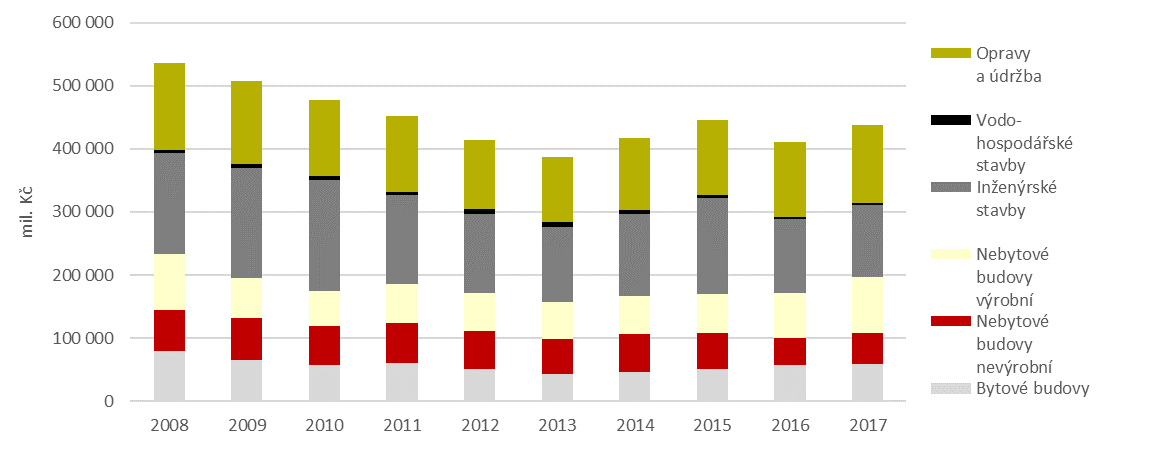 600 000
500 000
400 000
300 000
200 000
100 000
0
mil. Kč
2008 2009 2010 2011 2012 2013 2014 2015 2016 2017
Opravy
a údržba
Vodo-
hospodářské
stavby
Inženýrské
stavby
Nebytové
budovy
výrobní
Nebytové
budovy
nevýrobní
Bytové budovy